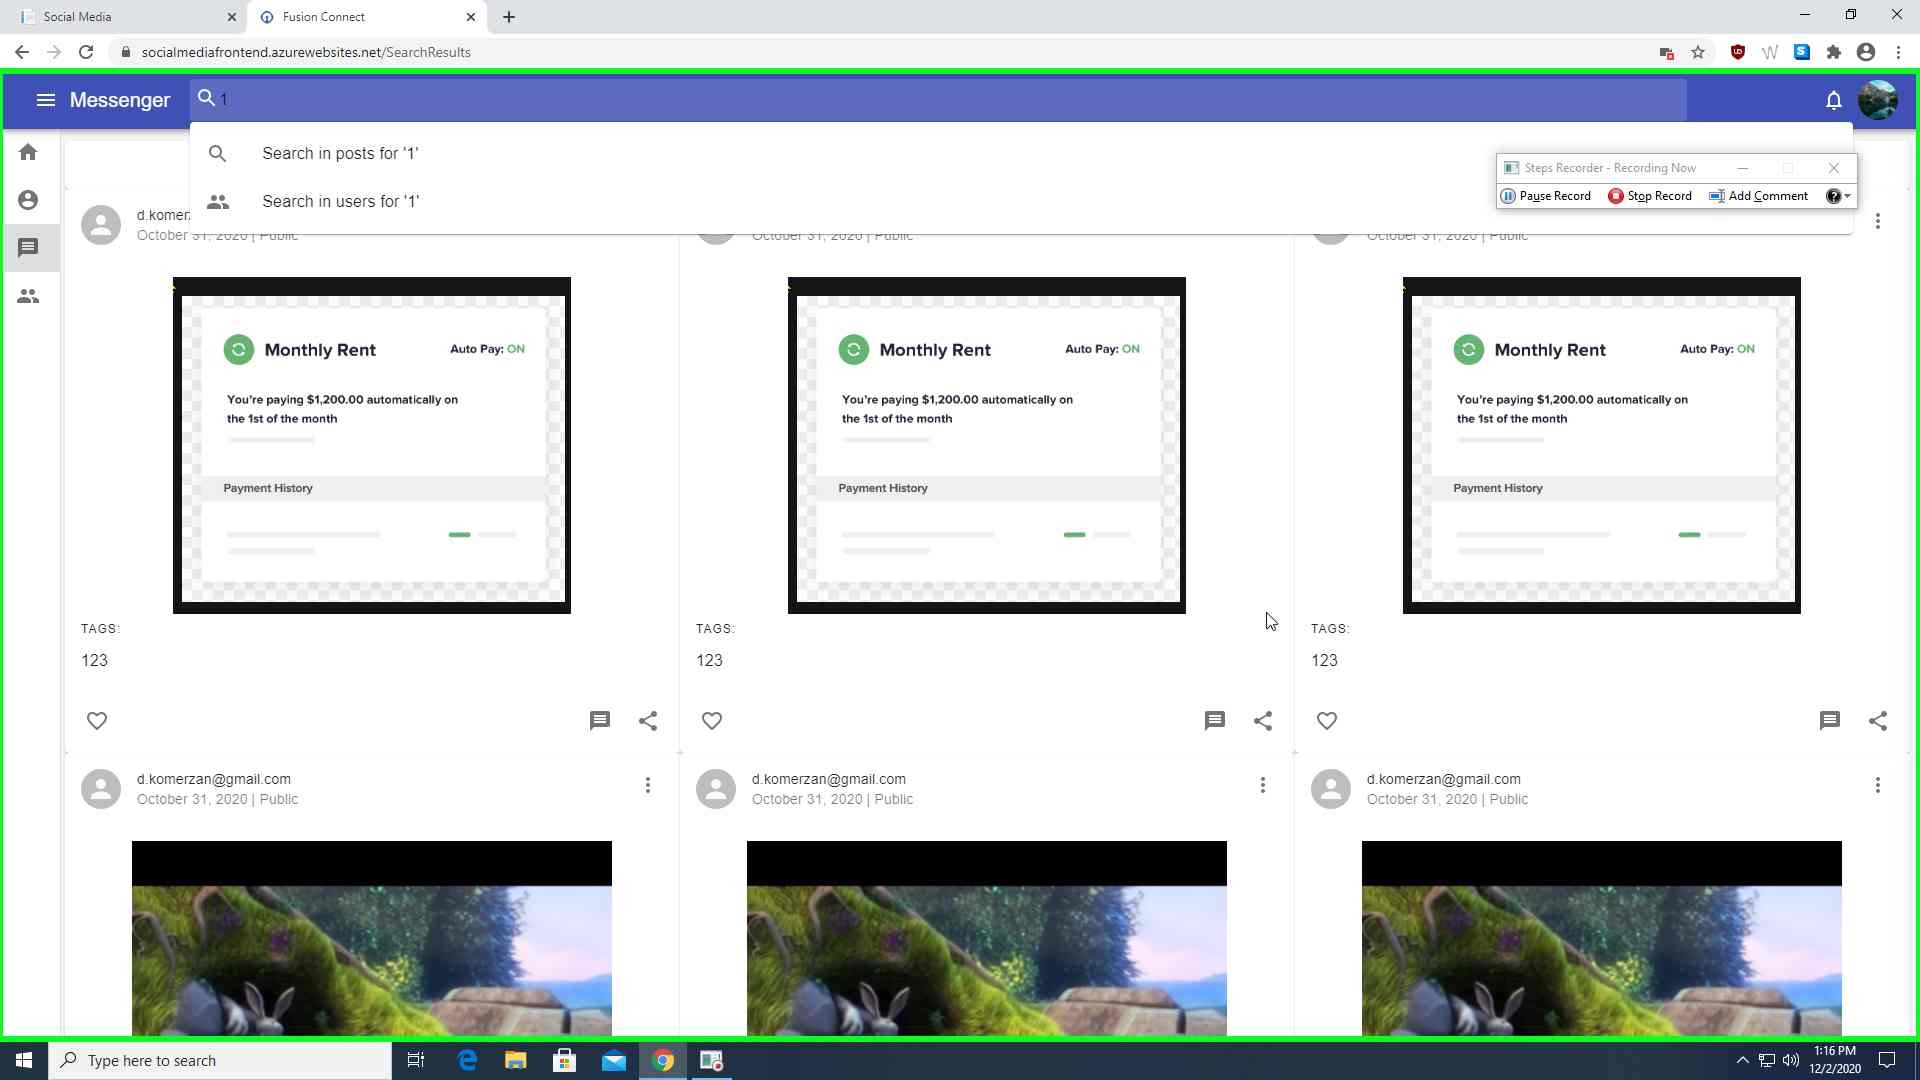 Social Media
Fusion Connect
socialmediafrontend.azurewebsites.net/SearchResults
Messenger
1
Search in posts for '1'
Search in users for '1'
Steps Recorder - Recording Now
Pause Record
Stop Record
Add Comment
d.komer
October 31, 2020 | Public
October 31, 2020 | Public
October 31, 2020 | Public
Monthly Rent
Auto Pay: ON
You're paying $1,200.00 automatically on
the 1st of the month
Payment History
TAGS:
123
Monthly Rent
Auto Pay: ON
You're paying $1,200.00 automatically on
the 1st of the month
Payment History
TAGS:
123
Monthly Rent
Auto Pay: ON
You're paying $1,200.00 automatically on
the 1st of the month
Payment History
TAGS:
123
d.komerzan@gmail.com
October 31, 2020 | Public
d.komerzan@gmail.com
October 31, 2020 | Public
d.komerzan@gmail.com
October 31, 2020 | Public
Type here to search
1:16 PM
12/2/2020